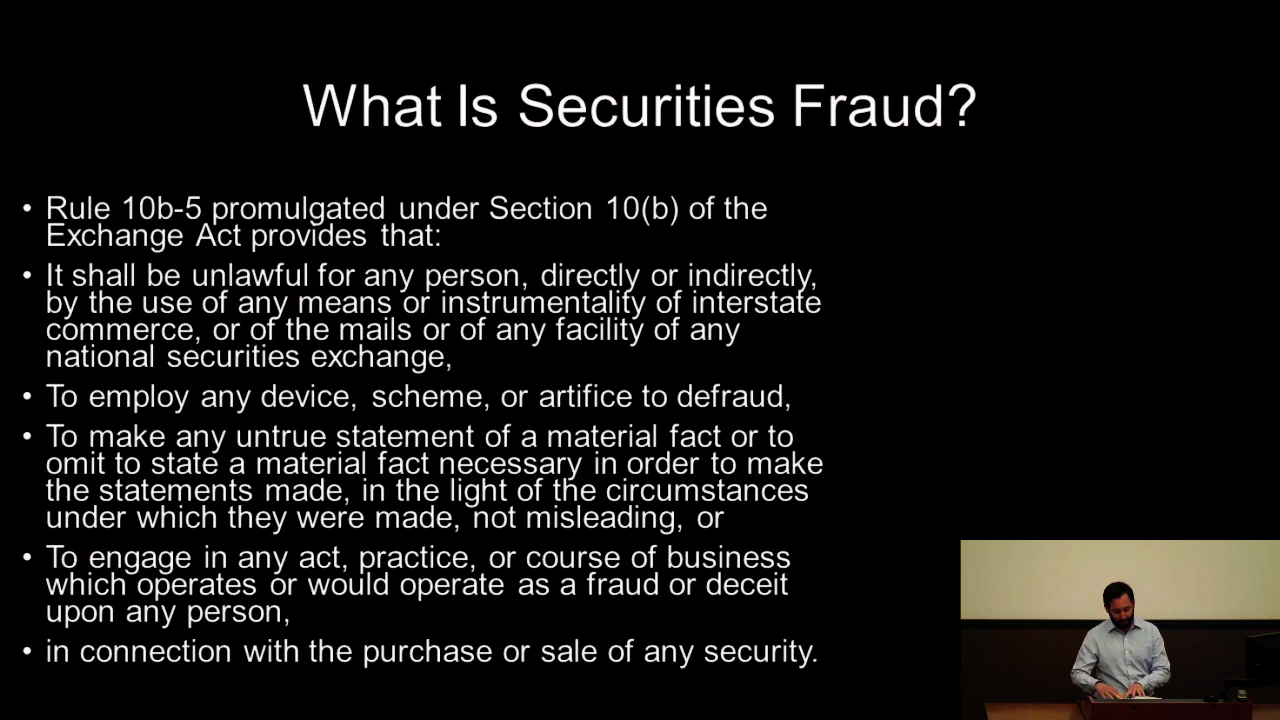 What Is Securities Fraud?
• Rule 10b-5 promulgated under Section 10(b) of the
Exchange Act provides that:
• It shall be unlawful for any person, directly or indirectly,
by the use of any means or instrumentality of interstate
commerce, or of the mails or of any facility of any
national securities exchange,
• To employ any device, scheme, or artifice to defraud,
• To make any untrue statement of a material fact or to
omit to state a material fact necessary in order to make
the statements made, in the light of the circumstances
under which they were made, not misleading, or
• To engage in any act, practice, or course of business
which operates or would operate as a fraud or deceit
upon any person,
• in connection with the purchase or sale of any security.